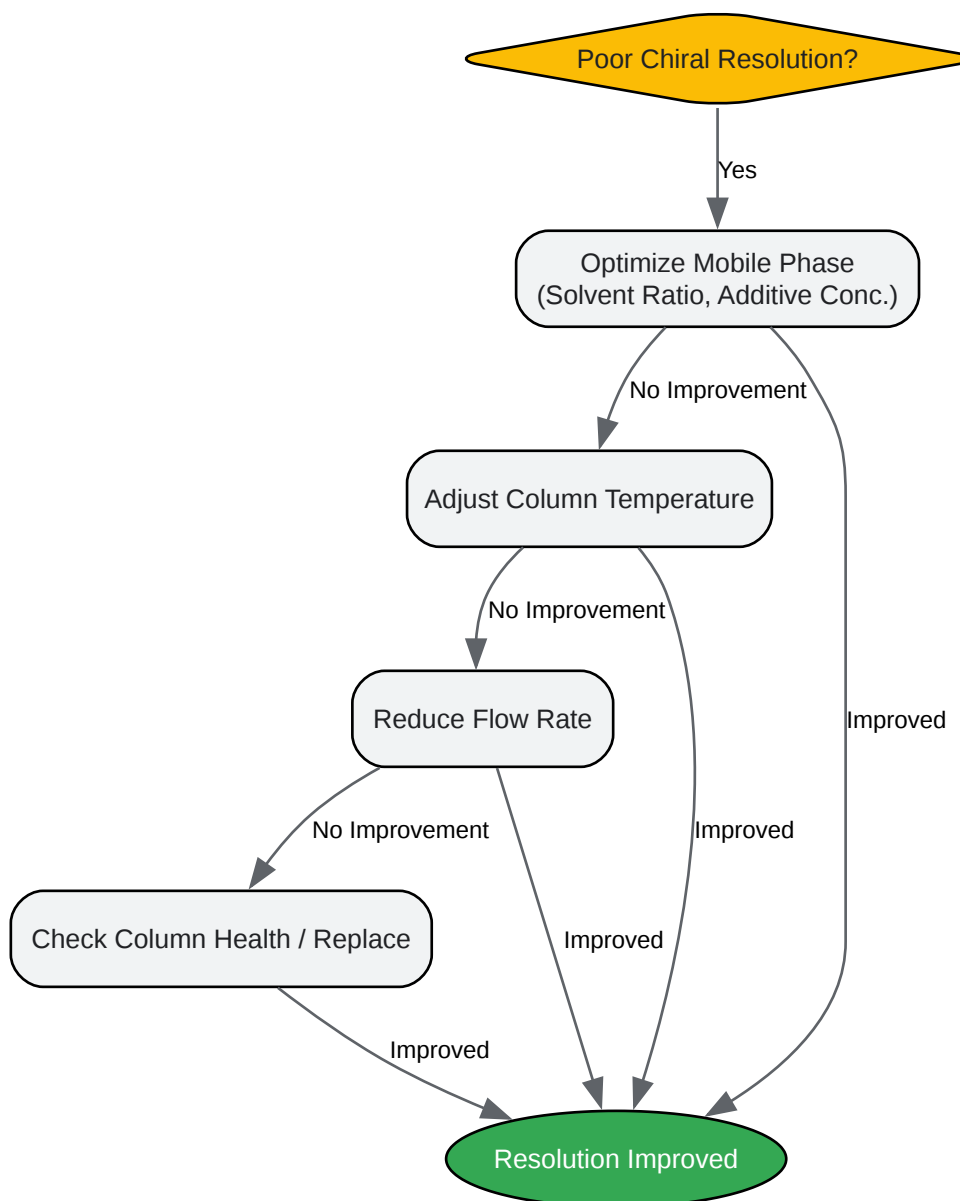 Poor Chiral Resolution?
Yes
Optimize Mobile Phase
(Solvent Ratio, Additive Conc.)
No Improvement
Adjust Column Temperature
No Improvement
Reduce Flow Rate
Improved
No Improvement
Improved
Check Column Health / Replace
Improved
Improved
Resolution Improved